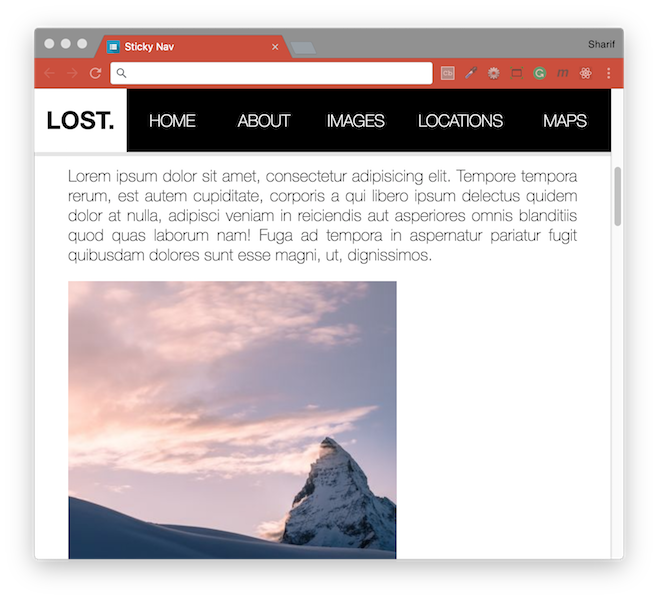 Sticky Nav
Sharif
LOST. HOME ABOUT IMAGES LOCATIONS MAPS
Lorem ipsum dolor sit amet, consectetur adipisicing elit. Tempore tempora
rerum, est autem cupiditate, corporis a qui libero ipsum delectus quidem
dolor at nulla, adipisci veniam in reiciendis aut asperiores omnis blanditiis
quod quas laborum nam! Fuga ad tempora in aspernatur pariatur fugit
quibusdam dolores sunt esse magni, ut, dignissimos.